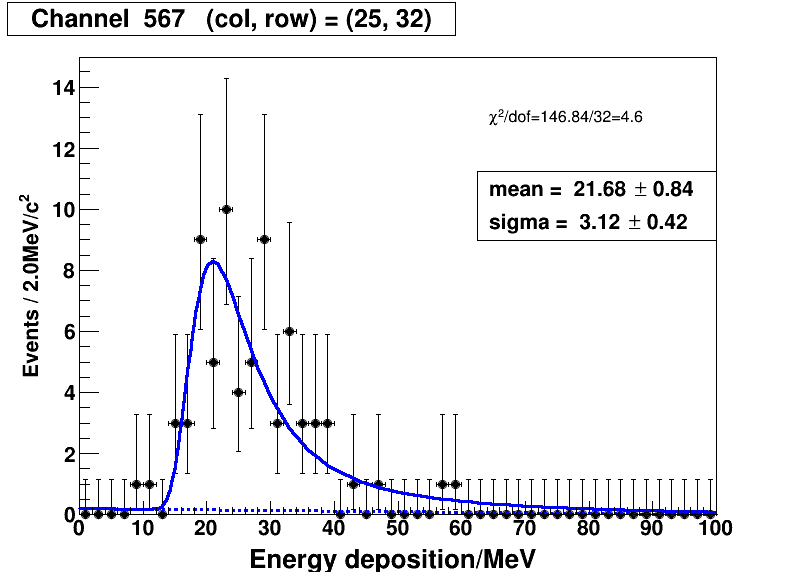 Channel 567 (col, row) = (25, 32)
χ²/dof=146.84/32=4.6
mean = 21.68 ± 0.84
sigma = 3.12 ± 0.42
Events / 2.0MeV/c²
14
12
10
8
6
4
2
0
0 10 20 30 40 50 60 70 80 90 100
Energy deposition/MeV